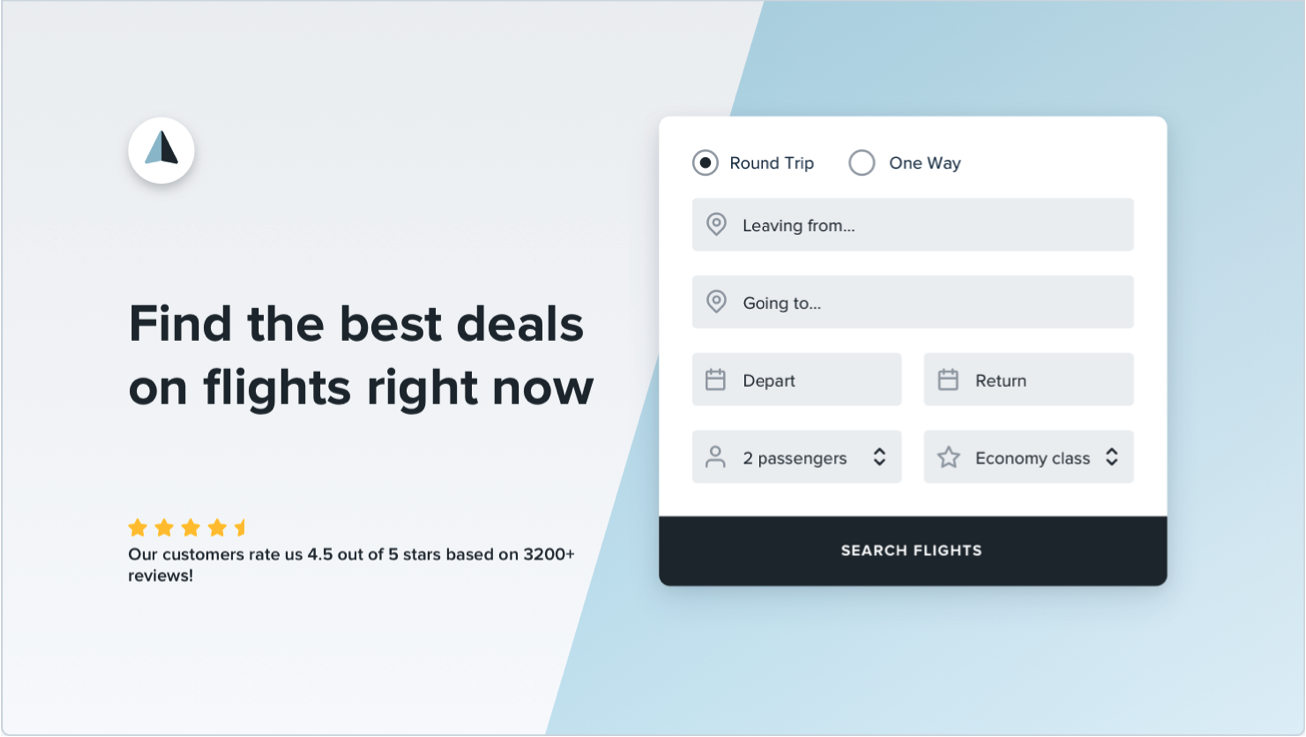 Find the best deals
on flights right now
Our customers rate us 4.5 out of 5 stars based on 3200+
reviews!
Round Trip
One Way
Leaving from...
Going to...
Depart
Return
2 passengers
Economy class
SEARCH FLIGHTS